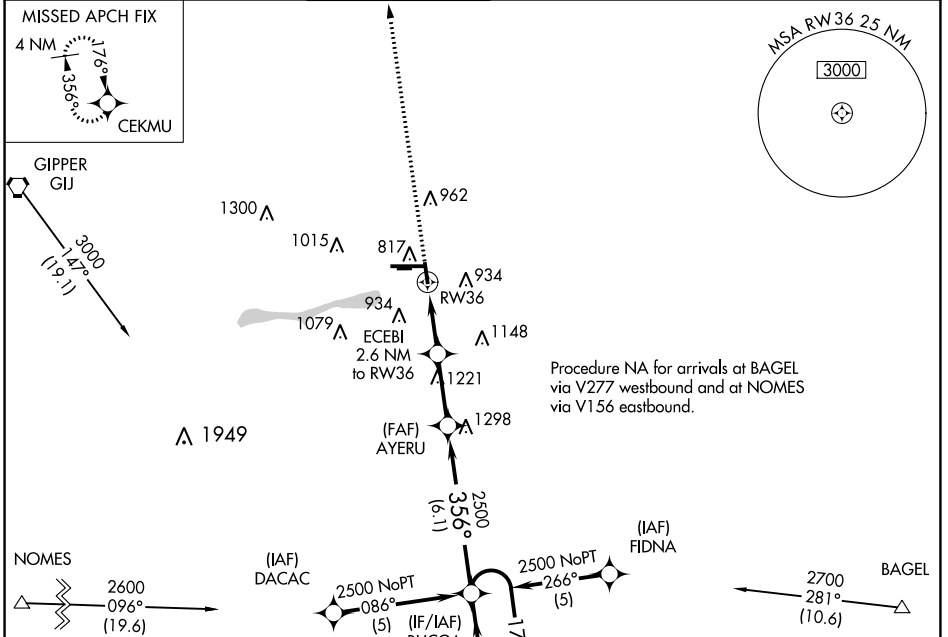 MISSED APCH FIX
4 NM
176°
356°
CEKMU
MSA RW36 25 NM
3000
GIPPER
GIJ
3000
147°
(19.1)
1300
962
1015
817
934
RW36
934
1079
ECEBI
2.6 NM
to RW36
1148
1221
Procedure NA for arrivals at BAGEL
via V277 westbound and at NOMES
via V156 eastbound.
1949
(FAF)
AYERU
1298
2500
356°
(6.1)
NOMES
2600
096°
(19.6)
(IAF)
DACAC
2500 NoPT
086°
(5)
(IF/IAF)
2500 NoPT
266°
(5)
(IAF)
FIDNA
2700
281°
(10.6)
BAGEL